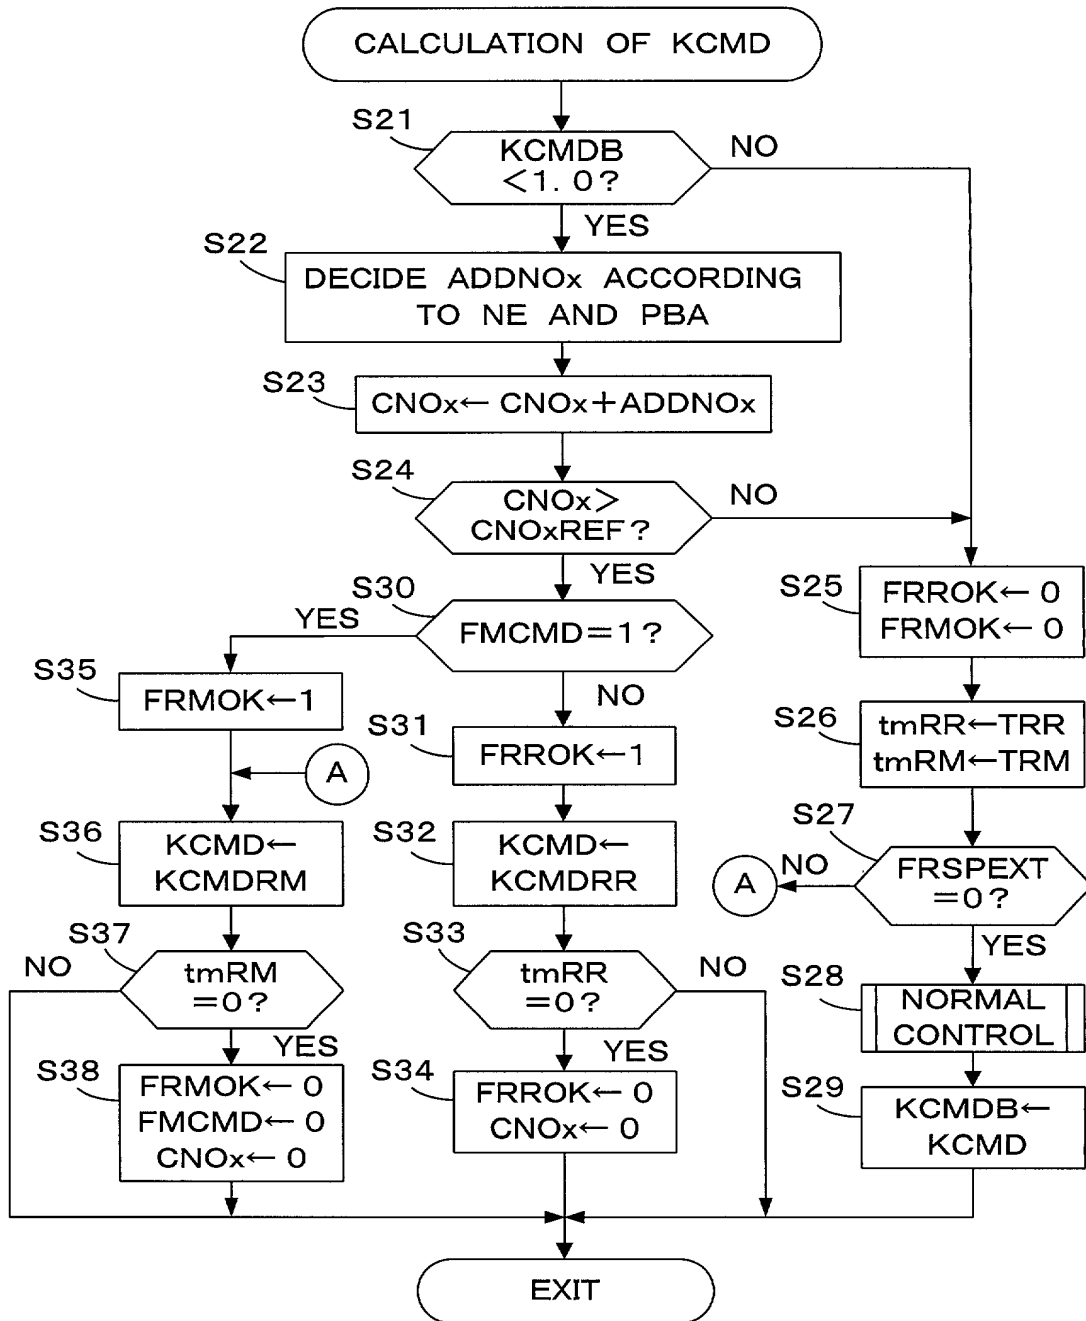 CALCULATION OF KCMD
S21
KCMDB
<1. 0?
NO
YES
S22
DECIDE ADDNOx ACCORDING
TO NE AND PBA
S23
CNOx← CNOx+ADDNOx
S24
CNOx>
CNOxREF?
NO
YES
S30
FMCMD=1?
YES
NO
S25
FRROK← 0
FRMOK← 0
S35
FRMOK←1
A
S31
FRROK←1
S26
tmRR←TRR
tmRM←TRM
S36
KCMD←
KCMDRM
S32
KCMD←
KCMDRR
S27
FRSPEXT
=0?
NO
A
YES
S37
tmRM
=0?
NO
YES
S33
tmRR
=0?
NO
YES
S28
NORMAL
CONTROL
S38
FRMOK← 0
FMCMD← 0
CNOx← 0
S34
FRROK← 0
CNOx← 0
S29
KCMDB←
KCMD
EXIT